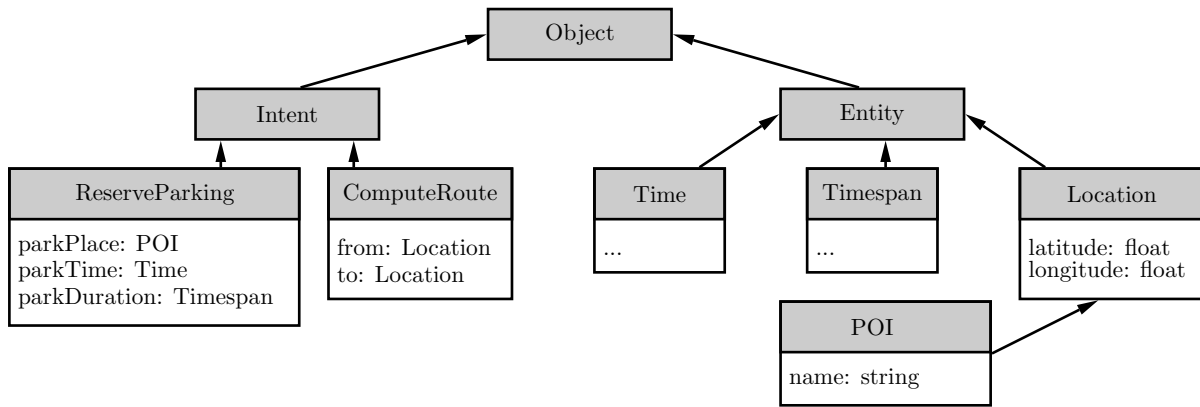 Object
Intent
Entity
ReserveParking
parkPlace: POI
parkTime: Time
parkDuration: Timespan
ComputeRoute
from: Location
to: Location
Time
...
Timespan
...
Location
latitude: float
longitude: float
POI
name: string